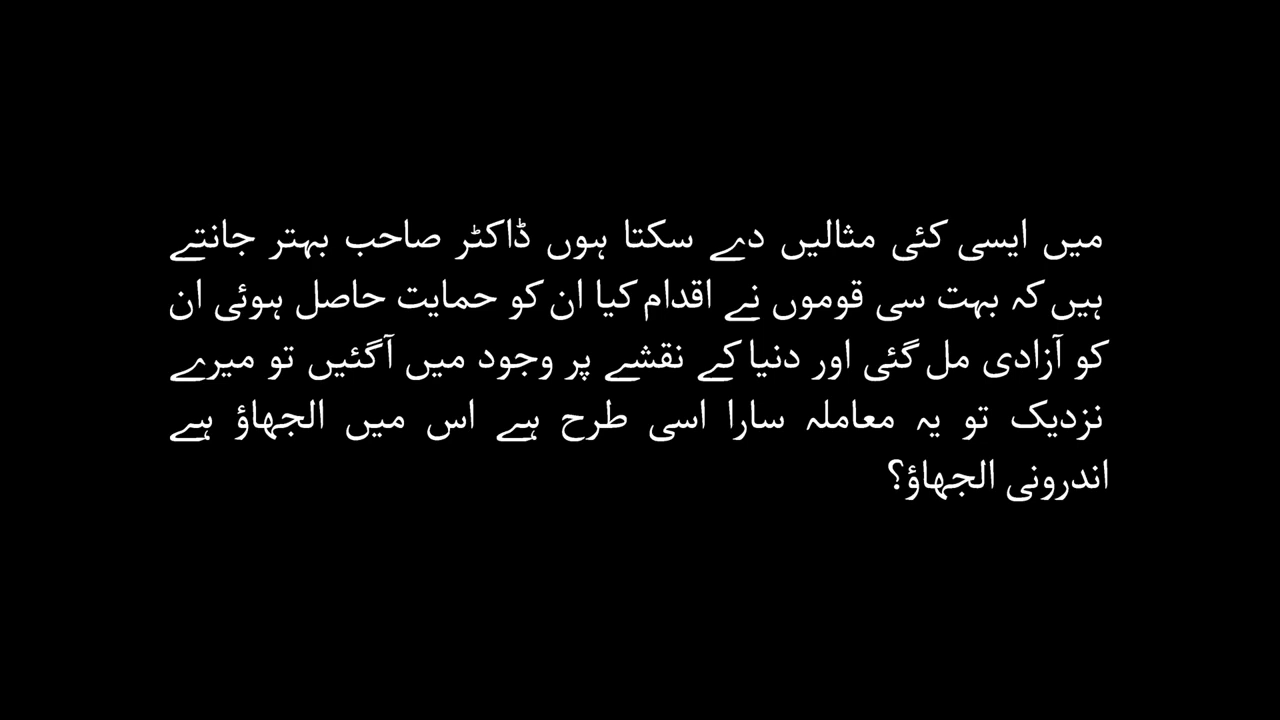 میں ایسی کئی مثالیں دے سکتا ہوں ڈاکٹر صاحب بہتر جانتے
ہیں کہ بہت سی قوموں نے اقدام کیا ان کو حمایت حاصل ہوئی ان
کو آزادی مل گئی اور دنیا کے نقشے پر وجود میں آگئیں تو میرے
نزدیک تو یہ معاملہ سارا اسی طرح ہے اس میں الجھاؤ ہے
اندرونی الجھاؤ؟